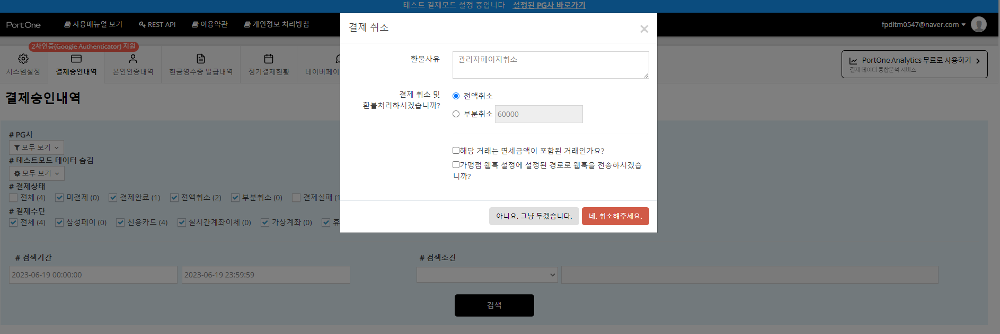 테스트 결제모드 설정 중입니다 설정된 PG사 바로가기
PortOne 사용매뉴얼 보기 REST API 이용약관 개인정보 처리방침 fpdltm0547@naver.com
2차인증(Google Authenticator) 지원
시스템설정 결제승인내역 본인인증내역 현금영수증 발급내역 정기결제현황 네이버페이
PortOne Analytics 무료로 사용하기
결제 데이터 통합분석 서비스
결제승인내역
# PG사
모두 보기
# 테스트모드 데이터 숨김
모두 보기
# 결제상태
전체 (4) 미결제 (0) 결제완료 (1) 전액취소 (2) 부분취소 (0) 결제실패 (1
# 결제수단
전체 (4) 삼성페이 (0) 신용카드 (4) 실시간계좌이체 (0) 가상계좌 (0) 휴
# 검색기간
2023-06-19 00:00:00 2023-06-19 23:59:59
# 검색조건
검색
결제 취소
×
환불사유
관리자페이지취소
결제 취소 및
환불처리하시겠습니까?
전액취소
부분취소 60000
해당 거래는 면세금액이 포함된 거래인가요?
가맹점 웹훅 설정에 설정된 경로로 웹훅을 전송하시겠습
니까?
아니요. 그냥 두겠습니다. 네. 취소해주세요.